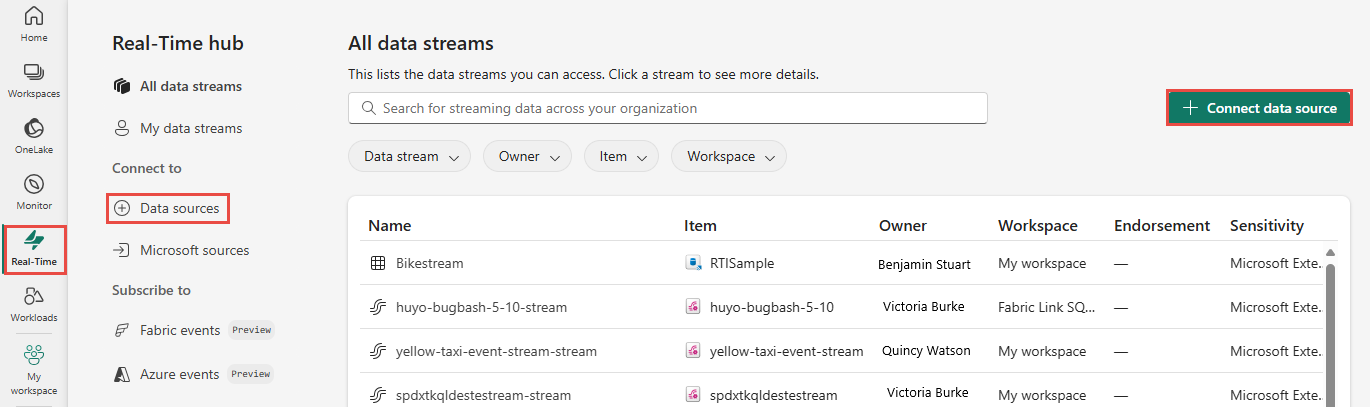 Home
Workspaces
OneLake
Monitor
Real-Time
Workloads
My
workspace
Real-Time hub
All data streams
My data streams
Connect to
Data sources
Microsoft sources
Subscribe to
Fabric events Preview
Azure events Preview
All data streams
This lists the data streams you can access. Click a stream to see more details.
Search for streaming data across your organization
Connect data source
Data stream Owner Item Workspace
Name Item Owner Workspace Endorsement Sensitivity
Bikestream RTISample Benjamin Stuart My workspace — Microsoft Exte...
huyo-bugbash-5-10-stream huyo-bugbash-5-10 Victoria Burke Fabric Link SQ... — Microsoft Exte...
yellow-taxi-event-stream-stream yellow-taxi-event-stream Quincy Watson My workspace — Microsoft Exte...
spdxtkqldestestream-stream spdxtkqldestestream Victoria Burke My workspace — Microsoft Exte...